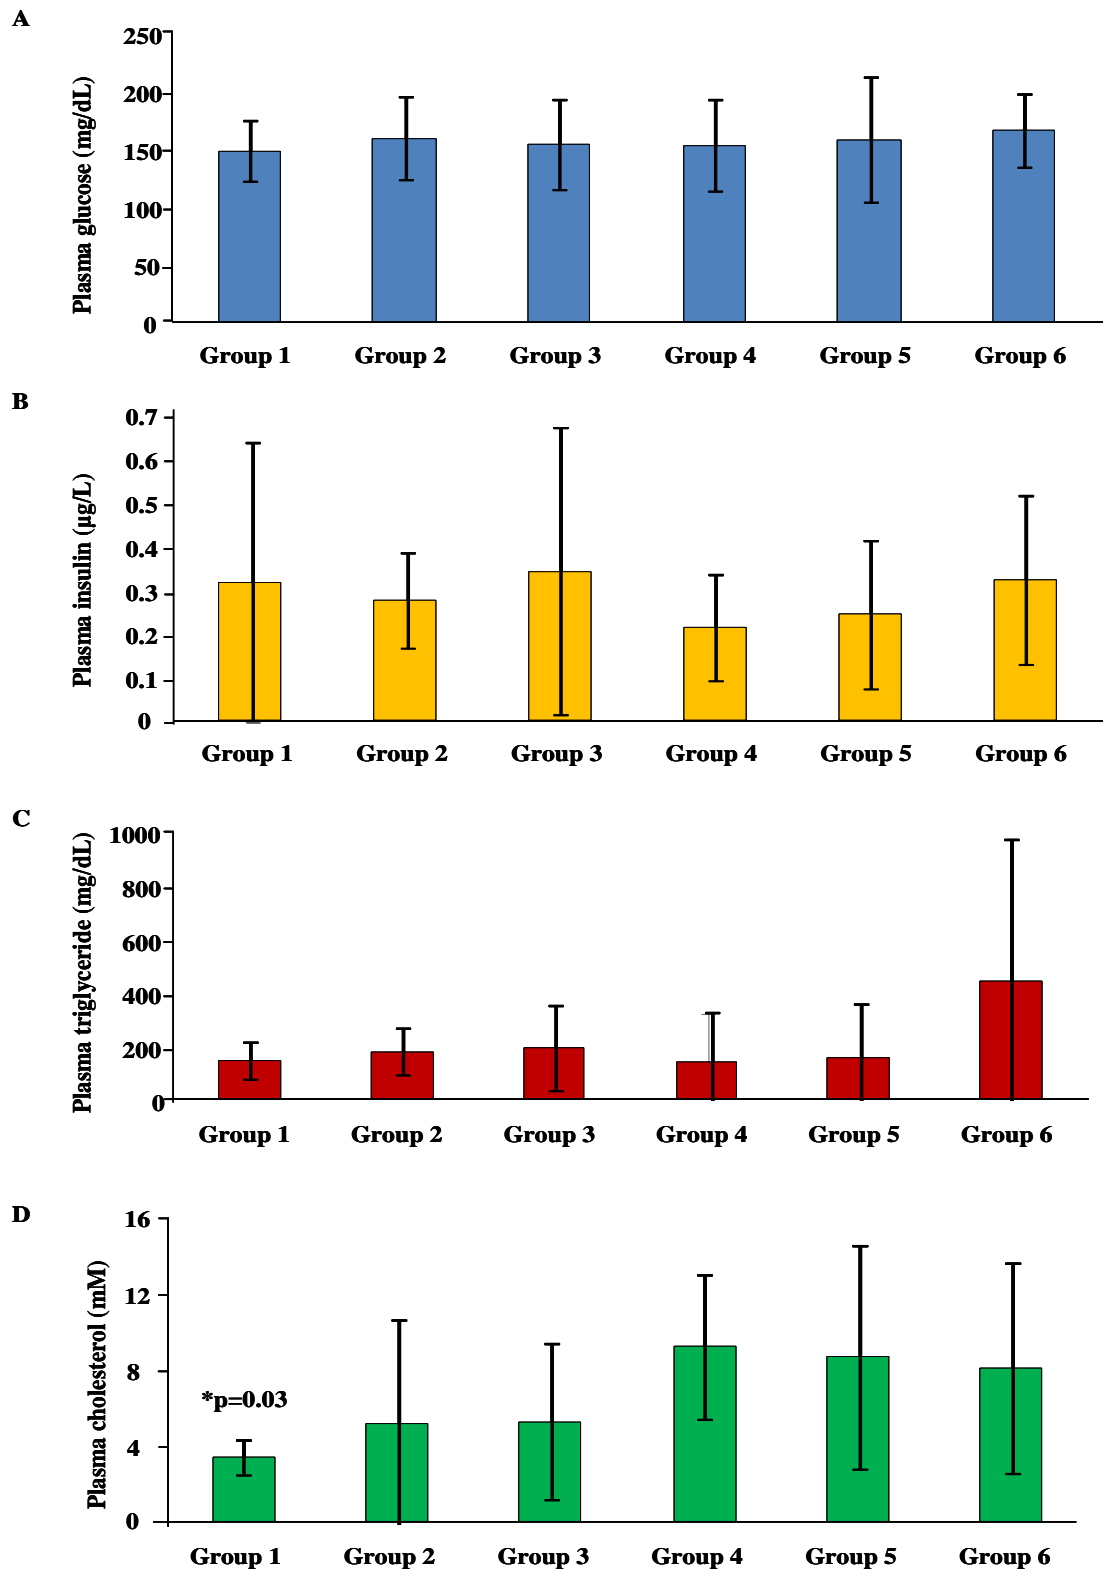 A
Plasma glucose (mg/dL)
250
200
150
100
50
0
Group 1 Group 2 Group 3 Group 4 Group 5 Group 6
B
Plasma insulin (µg/L)
0.7
0.6
0.5
0.4
0.3
0.2
0.1
0
Group 1 Group 2 Group 3 Group 4 Group 5 Group 6
C
Plasma triglyceride (mg/dL)
1000
800
600
400
200
0
Group 1 Group 2 Group 3 Group 4 Group 5 Group 6
D
Plasma cholesterol (mM)
16
12
8
*p=0.03
4
0
Group 1 Group 2 Group 3 Group 4 Group 5 Group 6